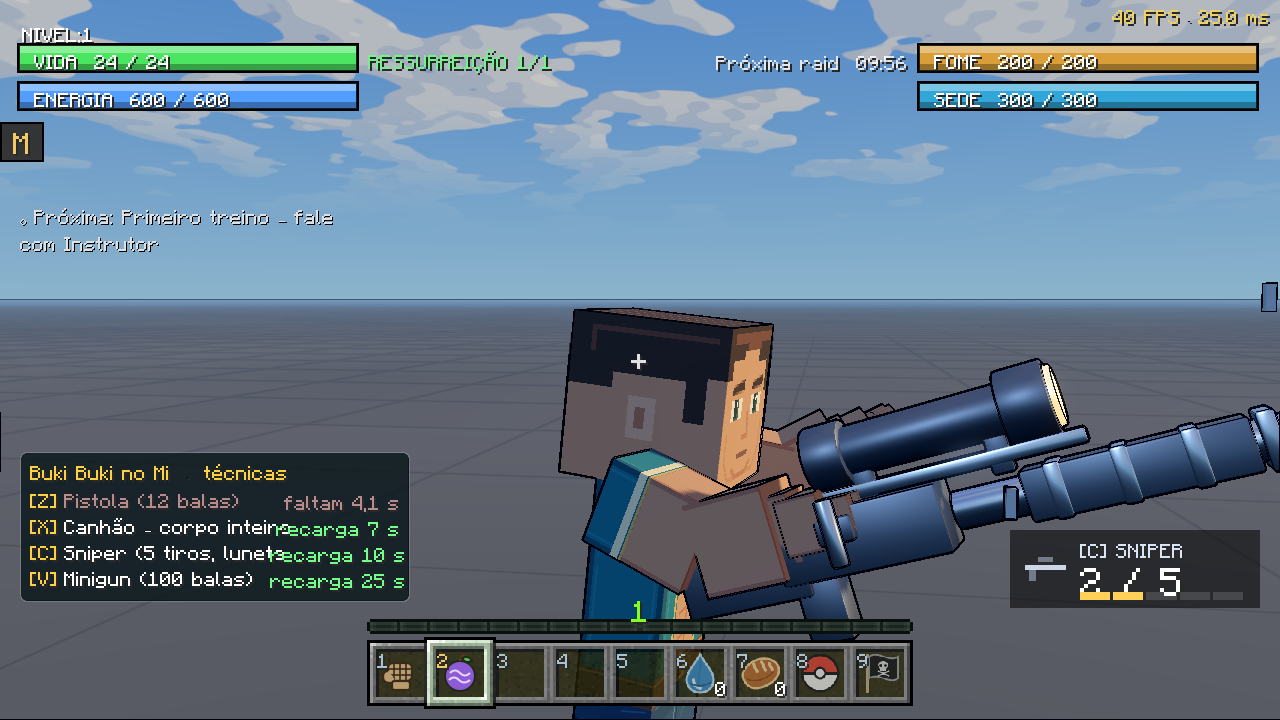 40 FPS · 25.0 ms
NIVEL:1
VIDA 24 / 24
RESSURREIÇÃO 1/1
Próxima raid 09:56
FOME 200 / 200
ENERGIA 600 / 600
SEDE 300 / 300
M
Próxima: Primeiro treino - fale
com Instrutor
Buki Buki no Mi · técnicas
[Z] Pistola (12 balas) faltam 4,1 s
[X] Canhão - corpo inteiro recarga 7 s
[C] Sniper (5 tiros, luneta recarga 10 s
[V] Minigun (100 balas) recarga 25 s
[C] SNIPER
2 / 5
1
1 2 3 4 5 6 7 8 9
0 0